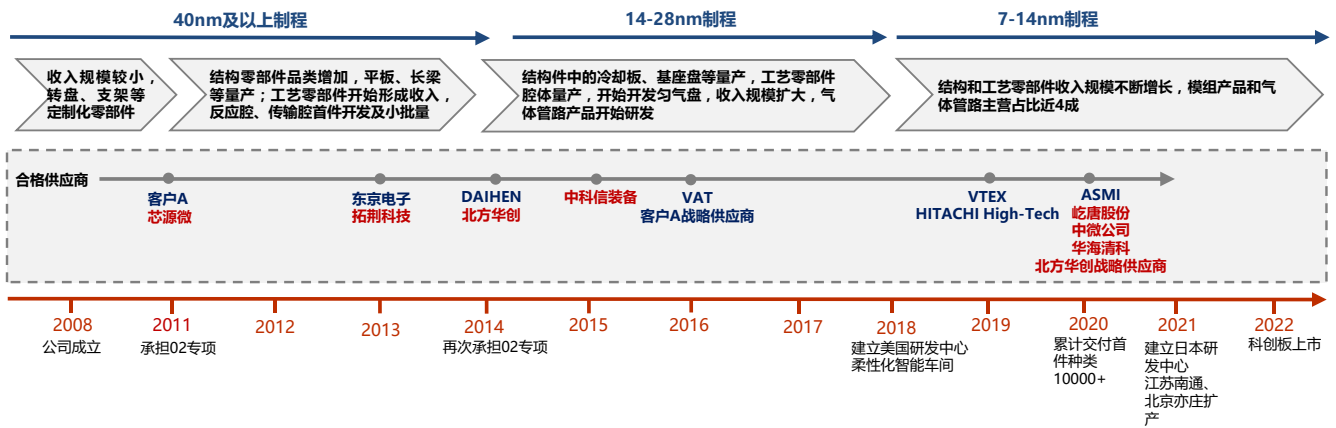 40nm及以上制程
14-28nm制程
7-14nm制程
收入规模较小，
转盘、支架等
定制化零部件
结构零部件品类增加，平板、长梁
等量产；工艺零部件开始形成收入，
反应腔、传输腔首件开发及小批量
结构件中的冷却板、基座盘等量产，工艺零部件
腔体量产，开始开发匀气盘，收入规模扩大，气
体管路产品开始研发
结构和工艺零部件收入规模不断增长，模组产品和气
体管路主营占比近4成
合格供应商
客户A
芯源微
东京电子
拓荆科技
DAIHEN
北方华创
中科信装备
VAT
客户A战略供应商
VTEX
HITACHI High-Tech
ASMI
屹唐股份
中微公司
华海清科
北方华创战略供应商
2008
公司成立
2011
承担02专项
2012
2013
2014
再次承担02专项
2015
2016
2017
2018
建立美国研发中心
柔性化智能车间
2019
2020
累计交付首
件种类
10000+
2021
建立日本研
发中心
江苏南通、
北京亦庄扩
产
2022
科创板上市